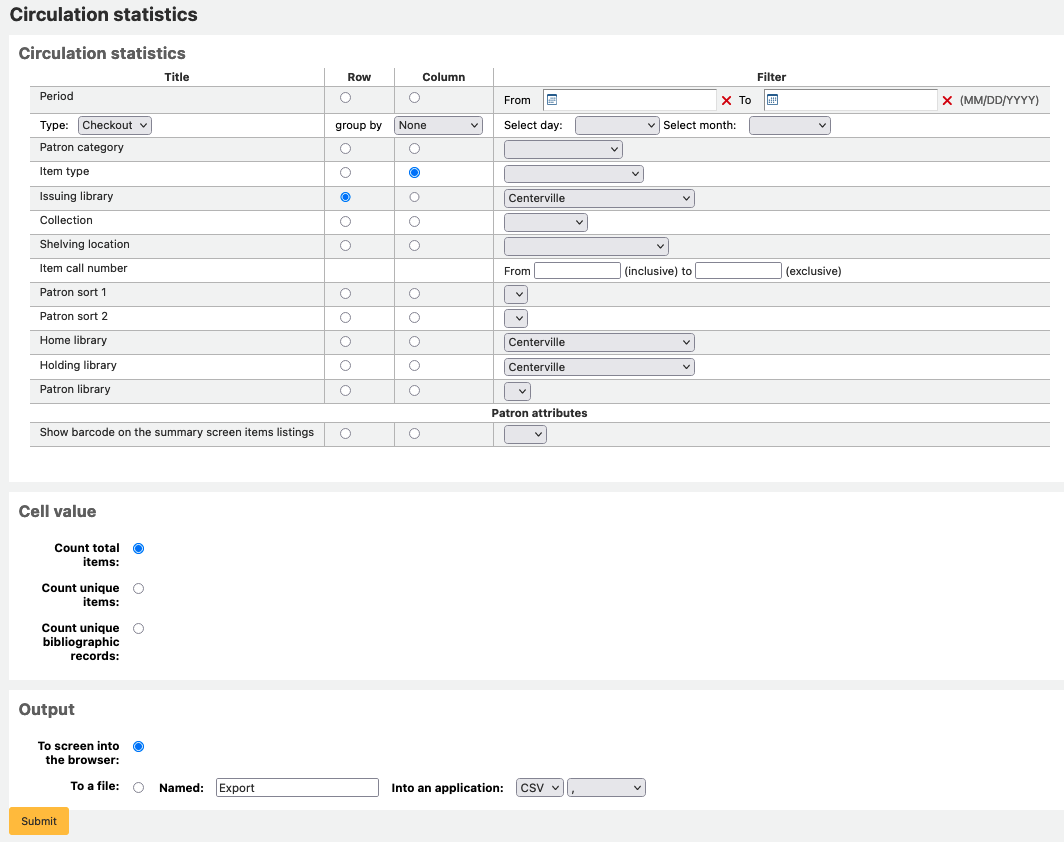 Circulation statistics
Circulation statistics
Title Row Column Filter
Period From To (MM/DD/YYYY)
Type: Checkout group by None Select day: Select month:
Patron category
Item type
Issuing library Centerville
Collection
Shelving location
Item call number From (inclusive) to (exclusive)
Patron sort 1
Patron sort 2
Home library Centerville
Holding library Centerville
Patron library
Patron attributes
Show barcode on the summary screen items listings
Cell value
Count total
items:
Count unique
items:
Count unique
bibliographic
records:
Output
To screen into
the browser:
To a file: Named: Export Into an application: CSV ,
Submit